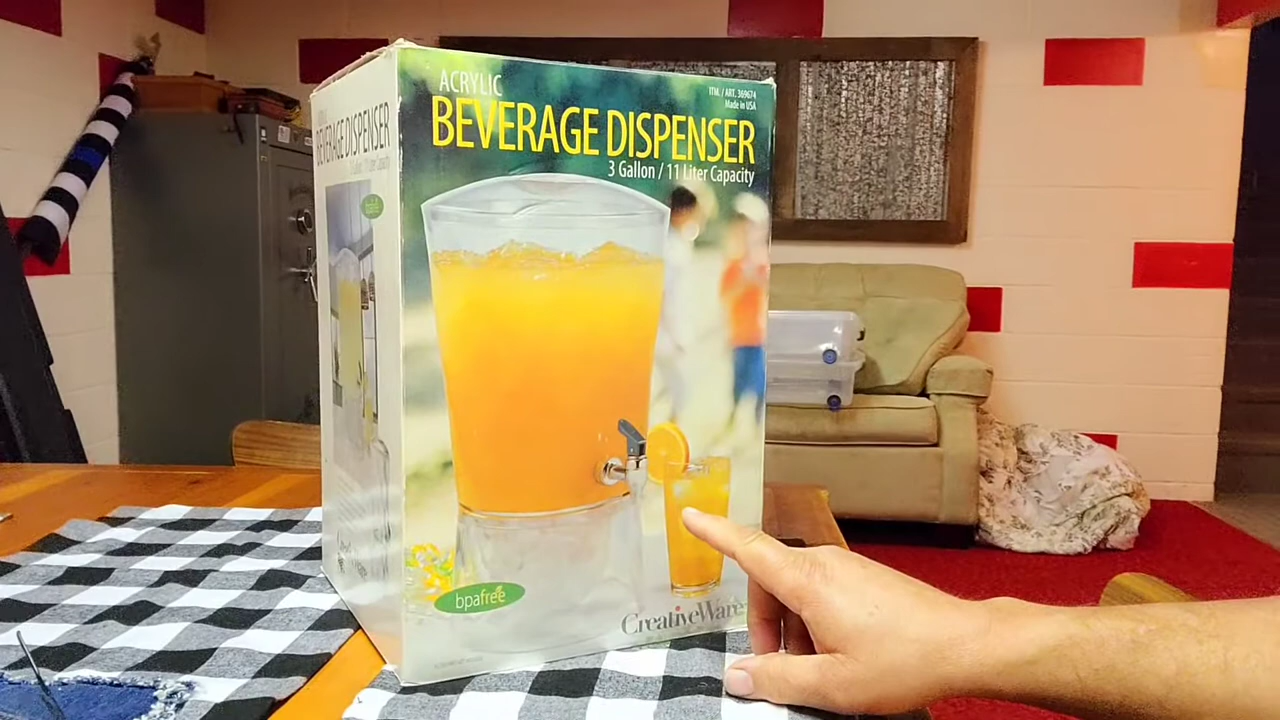 ACRYLIC
BEVERAGE DISPENSER
3 Gallon / 11 Liter Capacity
ITM. / ART. 369674
Made in USA
BEVERAGE DISPENSER
bpafree
CreativeWare